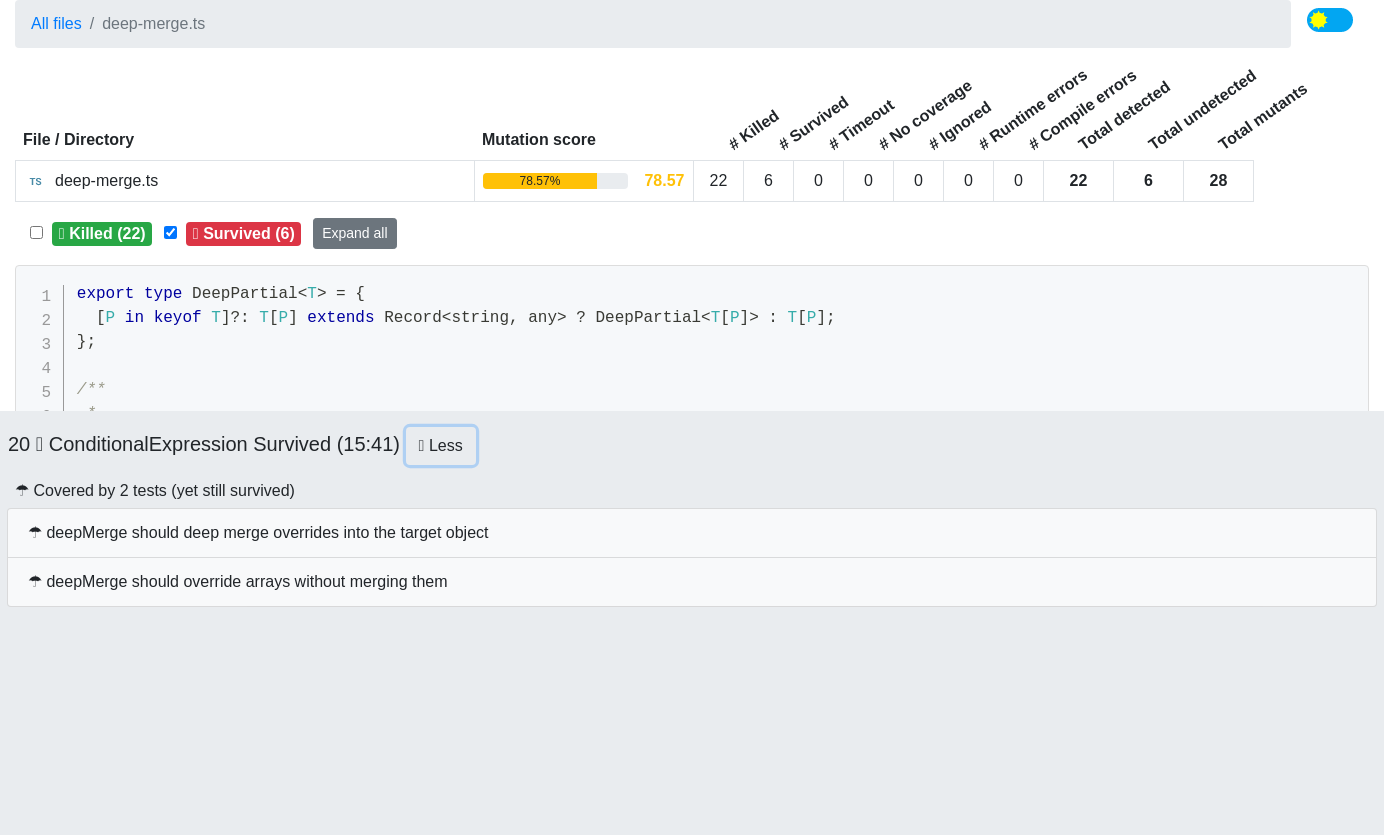 All files / deep-merge.ts
File / Directory Mutation score # Killed # Survived # Timeout # No coverage # Ignored # Runtime errors # Compile errors Total detected Total undetected Total mutants
TS deep-merge.ts 78.57% 78.57 22 6 0 0 0 0 0 22 6 28
Killed (22) Survived (6) Expand all
1 export type DeepPartial<T> = {
2 [P in keyof T]?: T[P] extends Record<string, any> ? DeepPartial<T[P]> : T[P];
3 };
4
5 /**
*
20 ConditionalExpression Survived (15:41) Less
☂ Covered by 2 tests (yet still survived)
☂ deepMerge should deep merge overrides into the target object
☂ deepMerge should override arrays without merging them